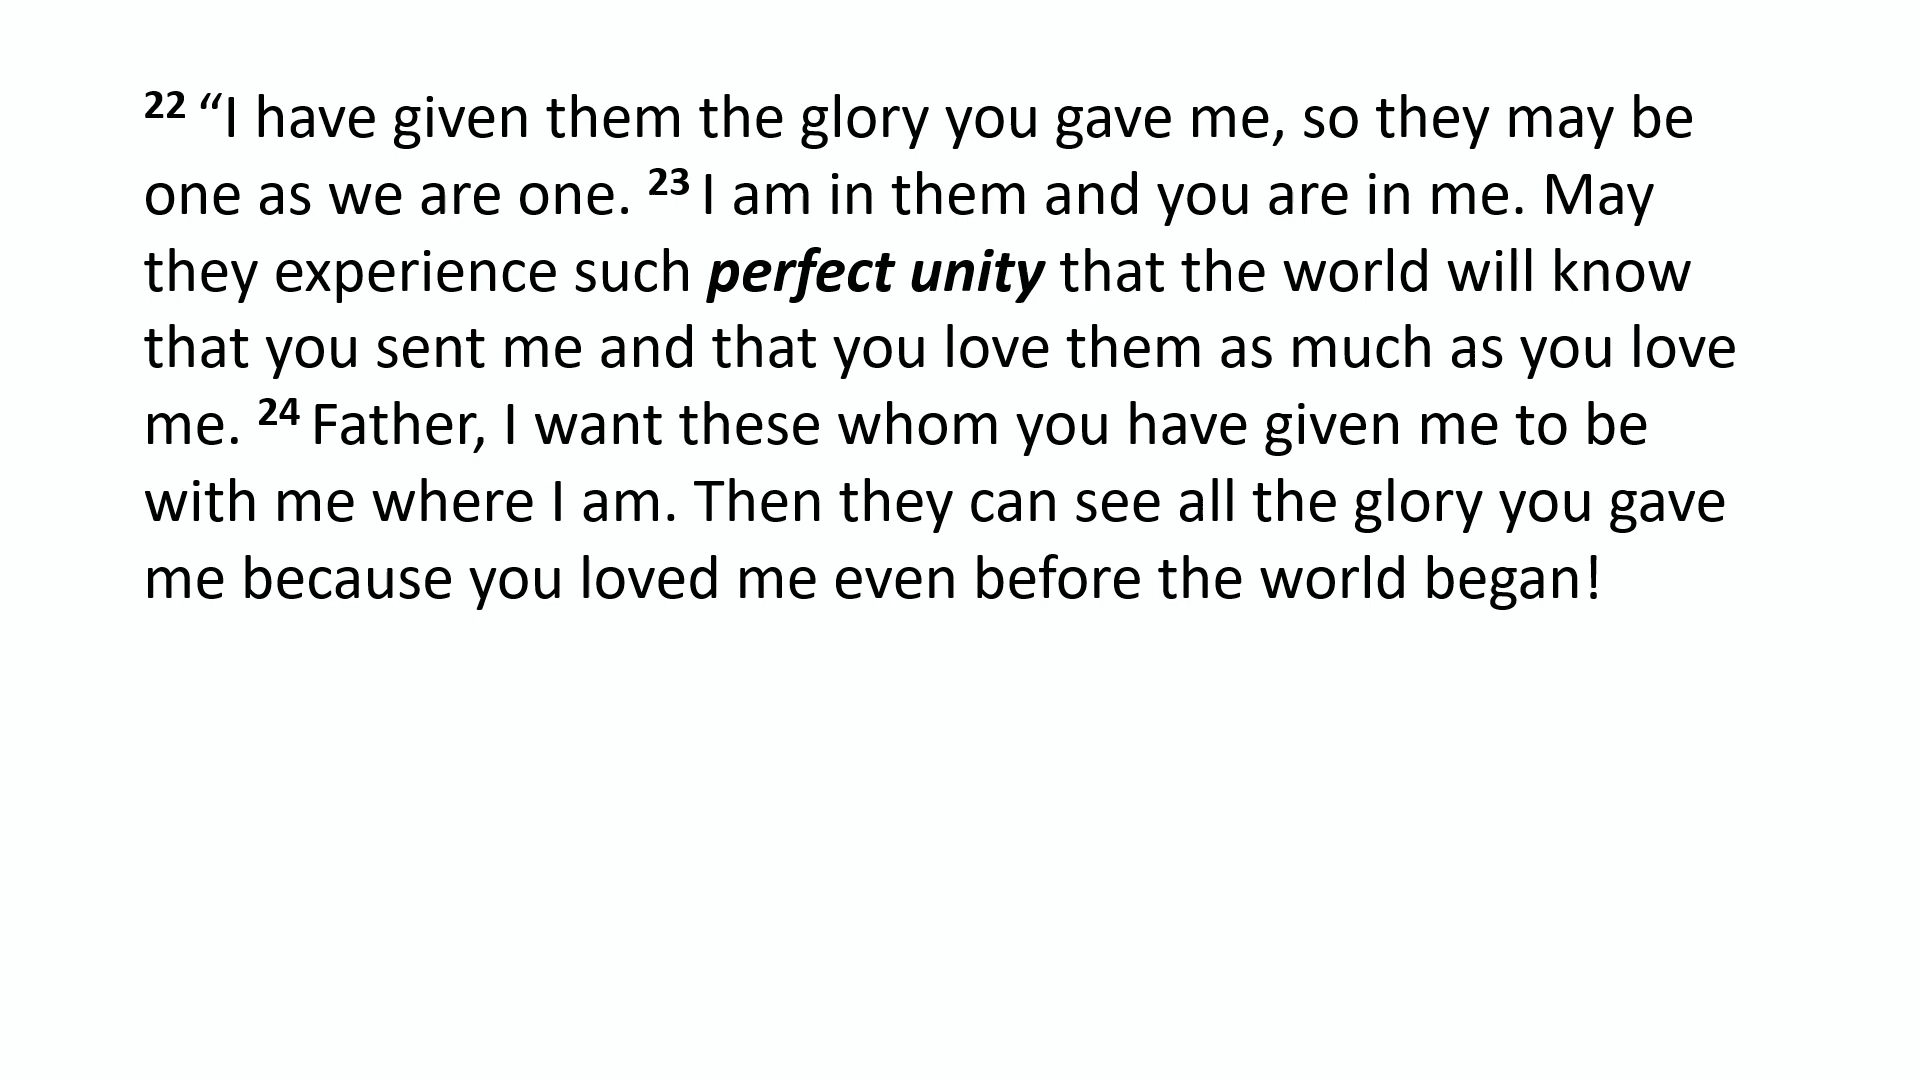 22 “I have given them the glory you gave me, so they may be
one as we are one. 23 I am in them and you are in me. May
they experience such perfect unity that the world will know
that you sent me and that you love them as much as you love
me. 24 Father, I want these whom you have given me to be
with me where I am. Then they can see all the glory you gave
me because you loved me even before the world began!